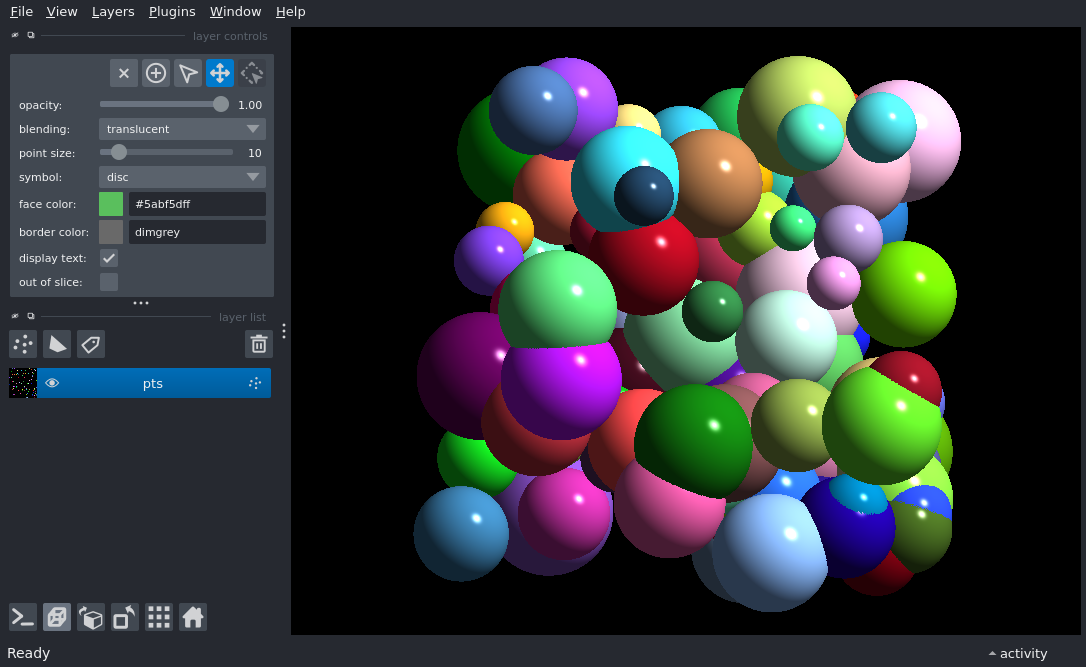 File View Layers Plugins Window Help
layer controls
opacity: 1.00
blending: translucent
point size: 10
symbol: disc
face color: #5abf5dff
border color: dimgrey
display text:
out of slice:
layer list
pts
Ready activity